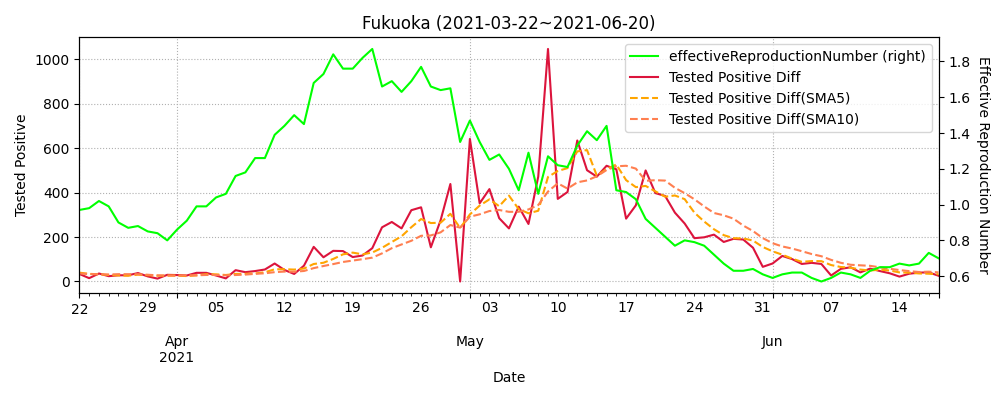 Fukuoka (2021-03-22~2021-06-20)
effectiveReproductionNumber (right)
Tested Positive Diff
Tested Positive Diff(SMA5)
Tested Positive Diff(SMA10)
Tested Positive
1000
800
600
400
200
0
1.8
1.6
1.4
1.2
1.0
0.8
0.6
Effective Reproduction Number
22 29 05 12 19 26 03 10 17 24 31 07 14
Apr May Jun
2021
Date